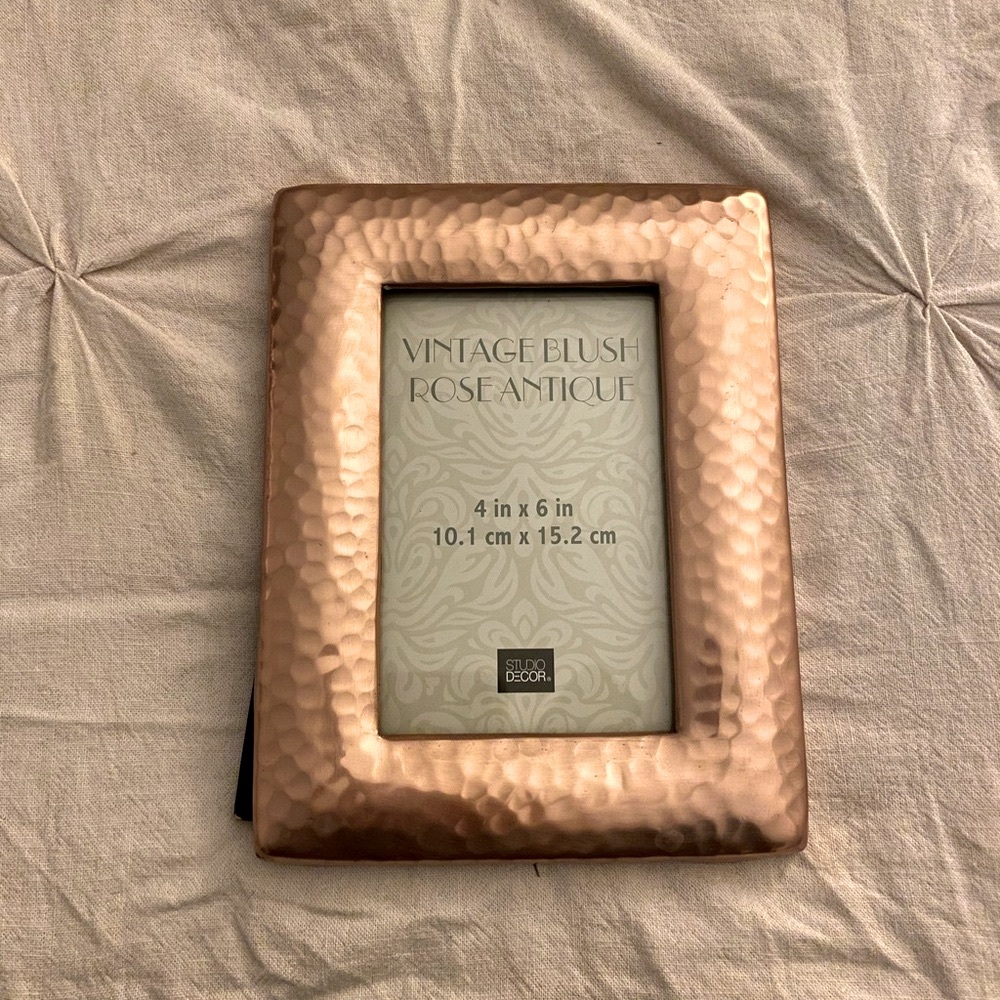 VINTAGE BLUSH
ROSE ANTIQUE
4 in x 6 in
10.1 cm x 15.2 cm
STUDIO
DECOR®